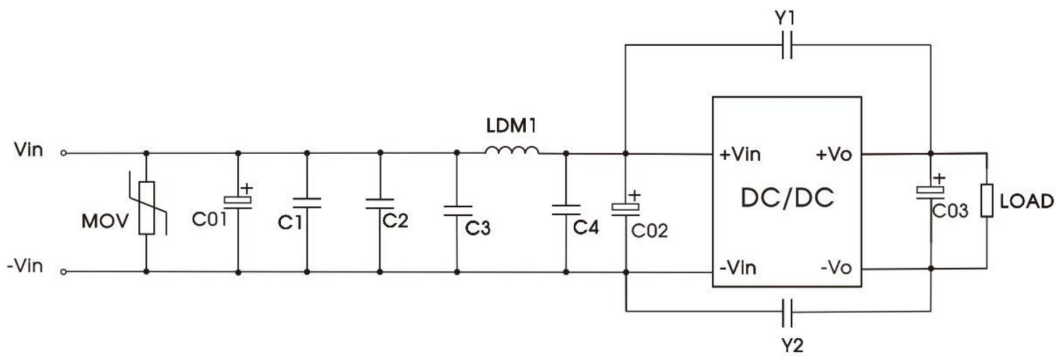 Y1
LDM1
Vin
+Vin
+Vo
MOV
+
C01
C1
C2
C3
C4
+
C02
DC/DC
+
C03
LOAD
-Vin
-Vin
-Vo
Y2